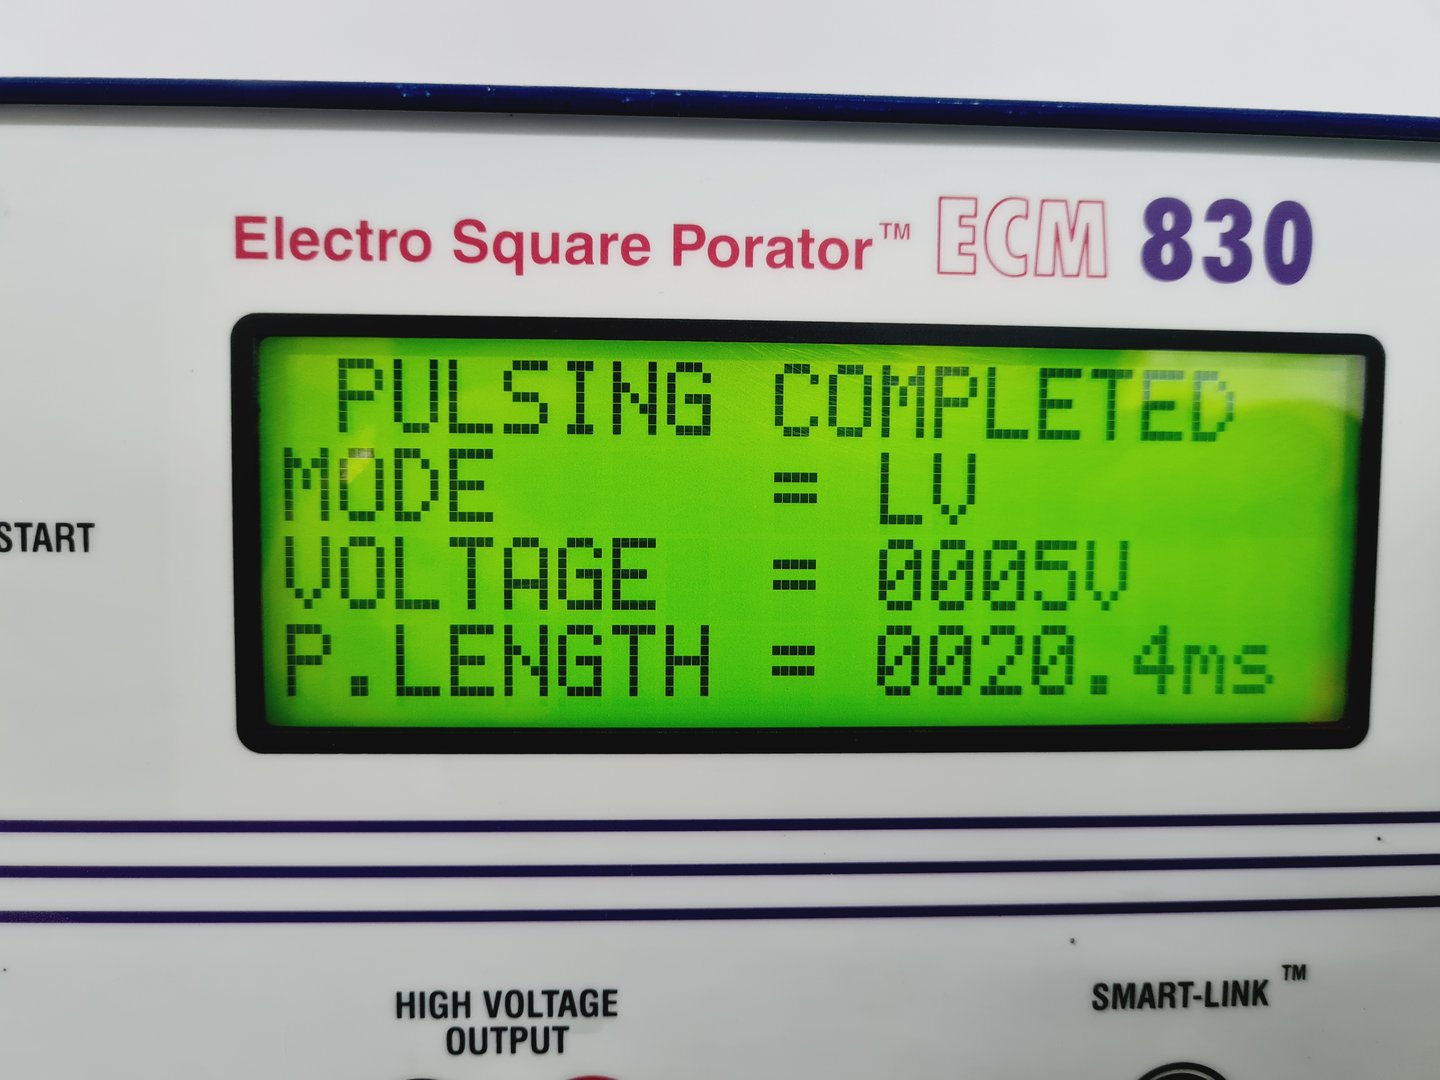 Electro Square Porator™ ECM 830
PULSING COMPLETED
MODE = LV
VOLTAGE = 0005V
P.LENGTH = 0020.4ms
START
HIGH VOLTAGE
OUTPUT
SMART-LINK™